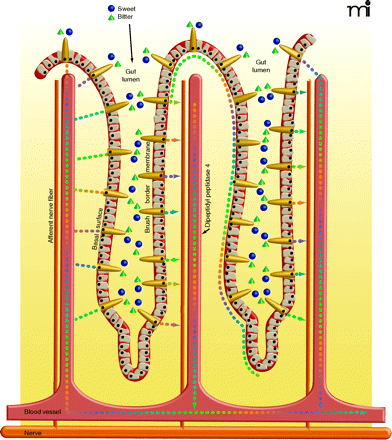 Sweet
Bitter
mi
Gut
lumen
Gut
lumen
Afferent nerve fiber
Basal surface
Brush border membrane
Dipeptidyl peptidase 4
Blood vessel
Nerve